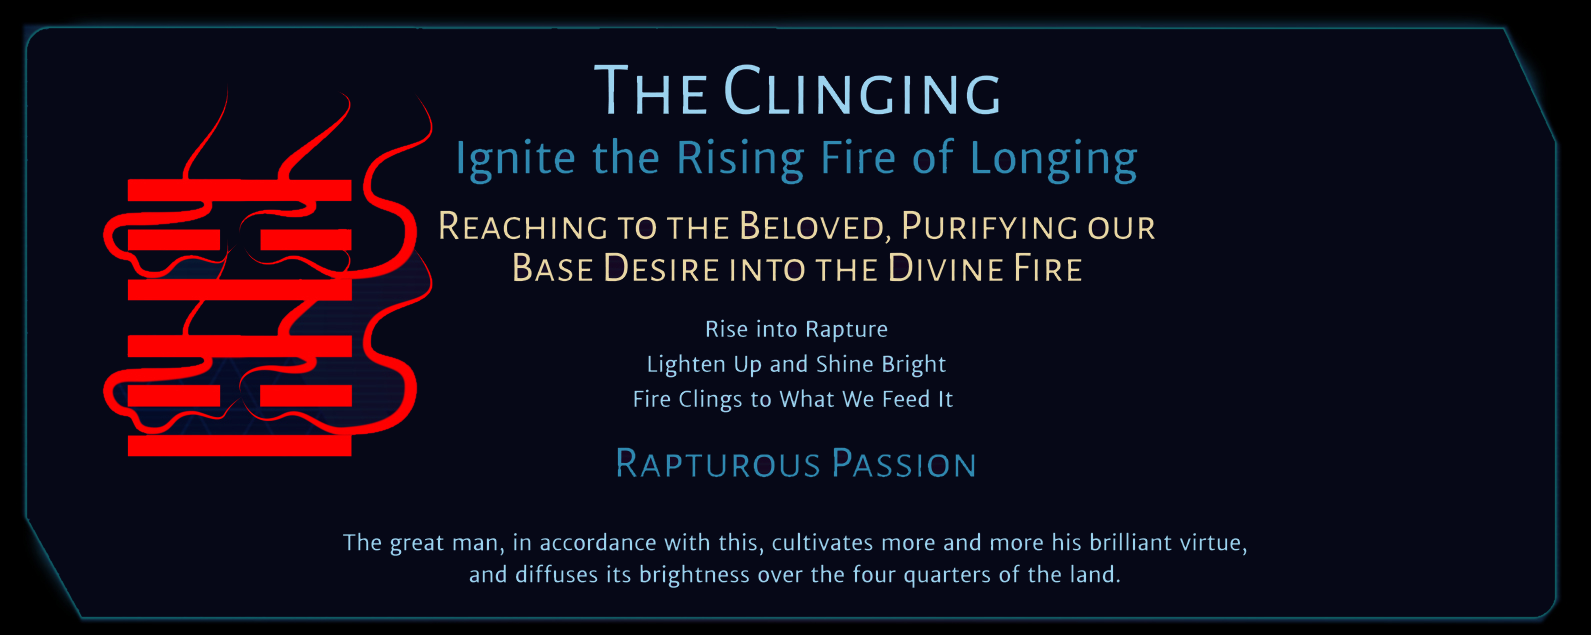 The Clinging
Ignite the Rising Fire of Longing
Reaching to the Beloved, Purifying our
Base Desire into the Divine Fire
Rise into Rapture
Lighten Up and Shine Bright
Fire Clings to What We Feed It
Rapturous Passion
The great man, in accordance with this, cultivates more and more his brilliant virtue,
and diffuses its brightness over the four quarters of the land.